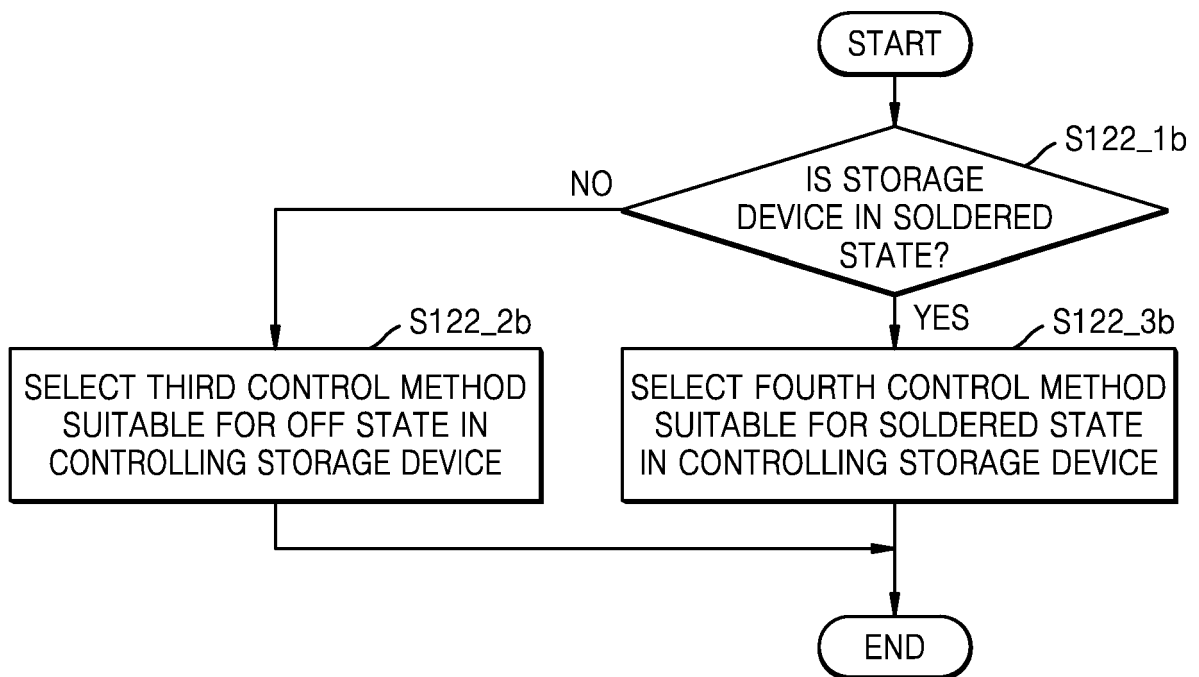 START
S122_1b
IS STORAGE
DEVICE IN SOLDERED
STATE?
NO
YES
S122_2b
SELECT THIRD CONTROL METHOD
SUITABLE FOR OFF STATE IN
CONTROLLING STORAGE DEVICE
S122_3b
SELECT FOURTH CONTROL METHOD
SUITABLE FOR SOLDERED STATE
IN CONTROLLING STORAGE DEVICE
END